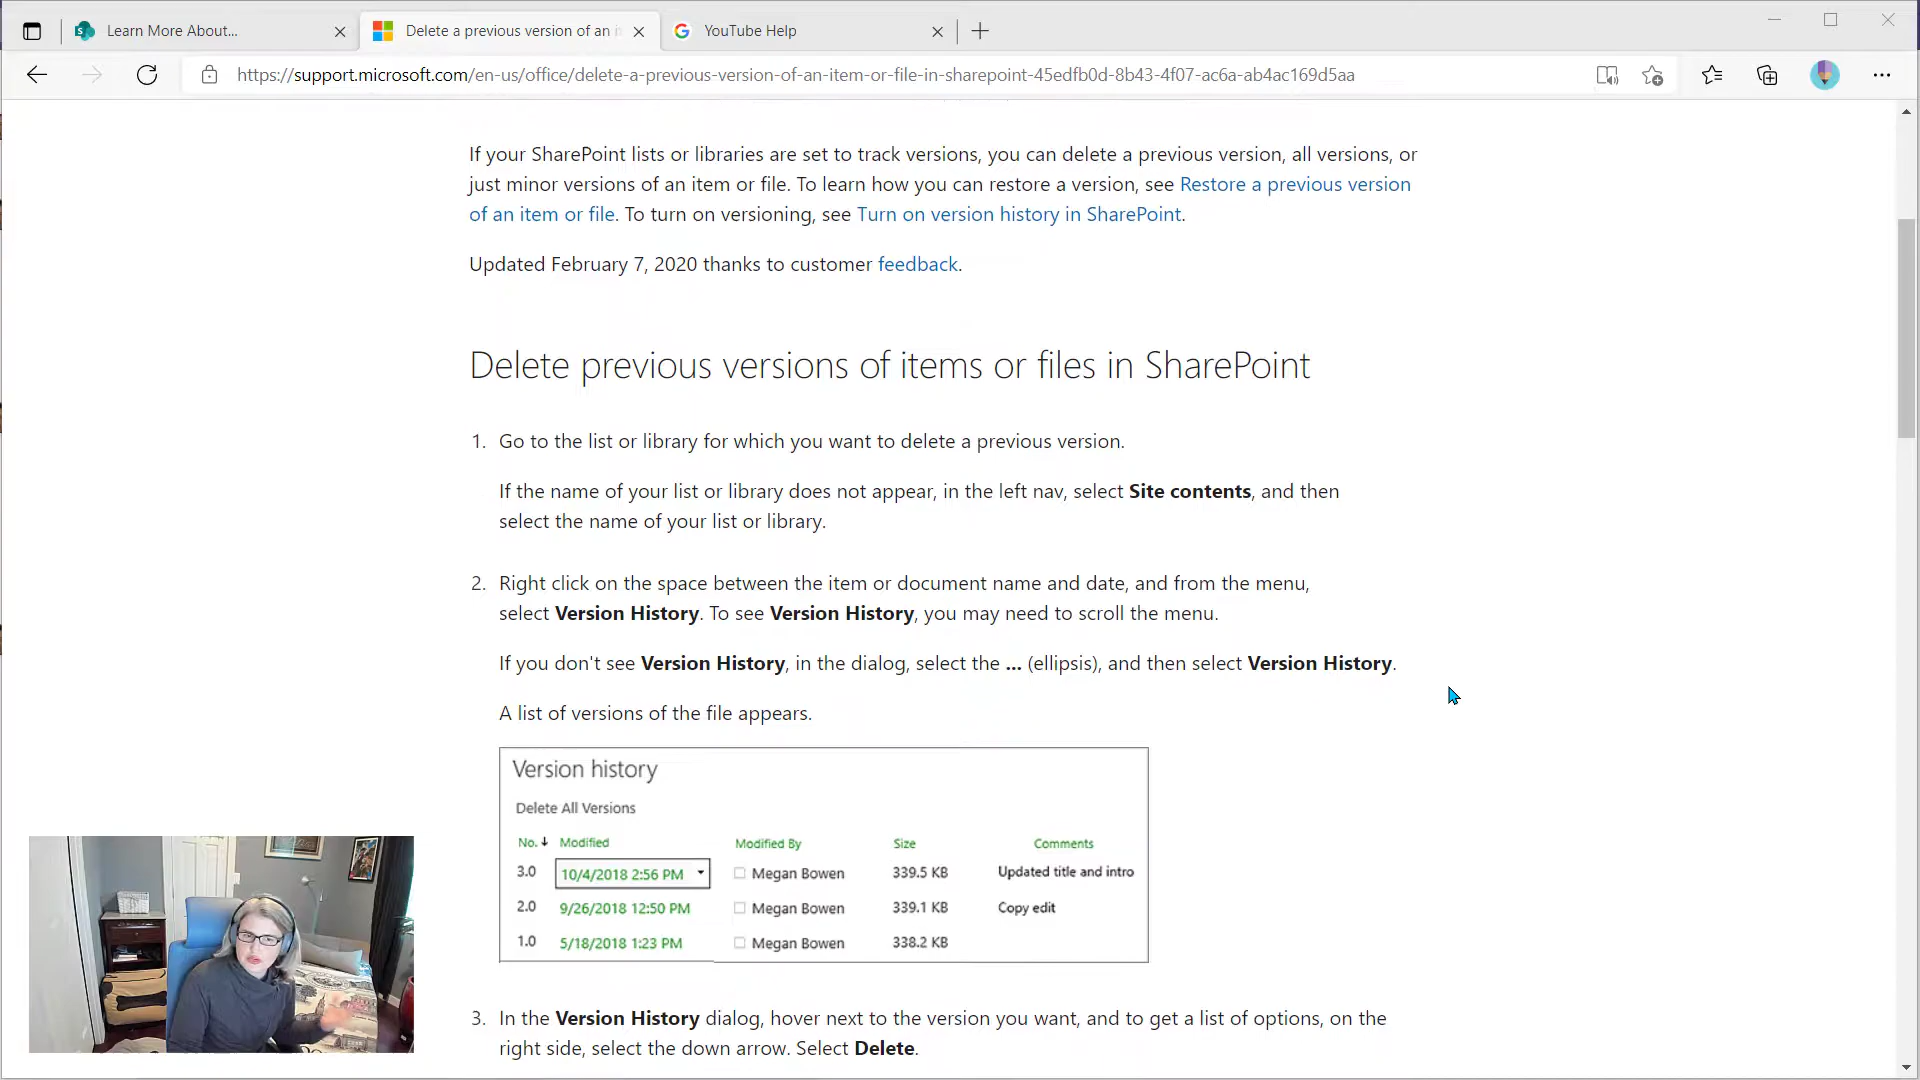 Learn More About...
Delete a previous version of an i
YouTube Help
https://support.microsoft.com/en-us/office/delete-a-previous-version-of-an-item-or-file-in-sharepoint-45edfb0d-8b43-4f07-ac6a-ab4ac169d5aa
If your SharePoint lists or libraries are set to track versions, you can delete a previous version, all versions, or
just minor versions of an item or file. To learn how you can restore a version, see Restore a previous version
of an item or file. To turn on versioning, see Turn on version history in SharePoint.
Updated February 7, 2020 thanks to customer feedback.
Delete previous versions of items or files in SharePoint
1. Go to the list or library for which you want to delete a previous version.
If the name of your list or library does not appear, in the left nav, select Site contents, and then
select the name of your list or library.
2. Right click on the space between the item or document name and date, and from the menu,
select Version History. To see Version History, you may need to scroll the menu.
If you don't see Version History, in the dialog, select the ... (ellipsis), and then select Version History.
A list of versions of the file appears.
Version history
Delete All Versions
No. Modified Modified By Size Comments
3.0 10/4/2018 2:56 PM Megan Bowen 339.5 KB Updated title and intro
2.0 9/26/2018 12:50 PM Megan Bowen 339.1 KB Copy edit
1.0 5/18/2018 1:23 PM Megan Bowen 338.2 KB
3. In the Version History dialog, hover next to the version you want, and to get a list of options, on the
right side, select the down arrow. Select Delete.